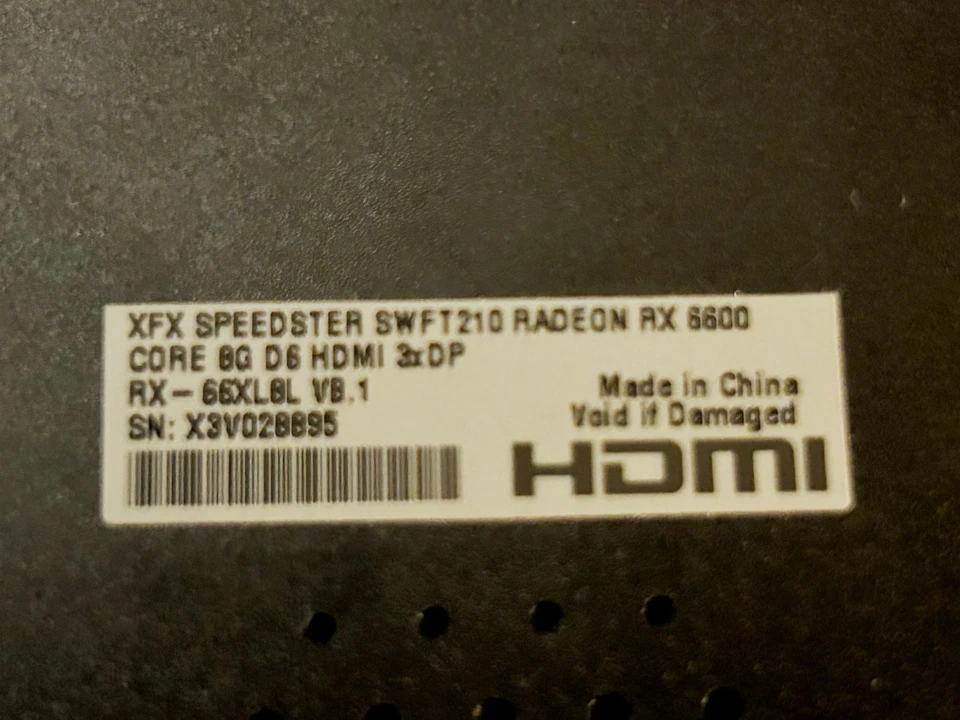 XFX SPEEDSTER SWFT210 RADEON RX 6600
CORE 8G D6 HDMI 3xDP
RX-66XL8L V8.1
Made in China
Void if Damaged
SN: X3V028895
HDMI